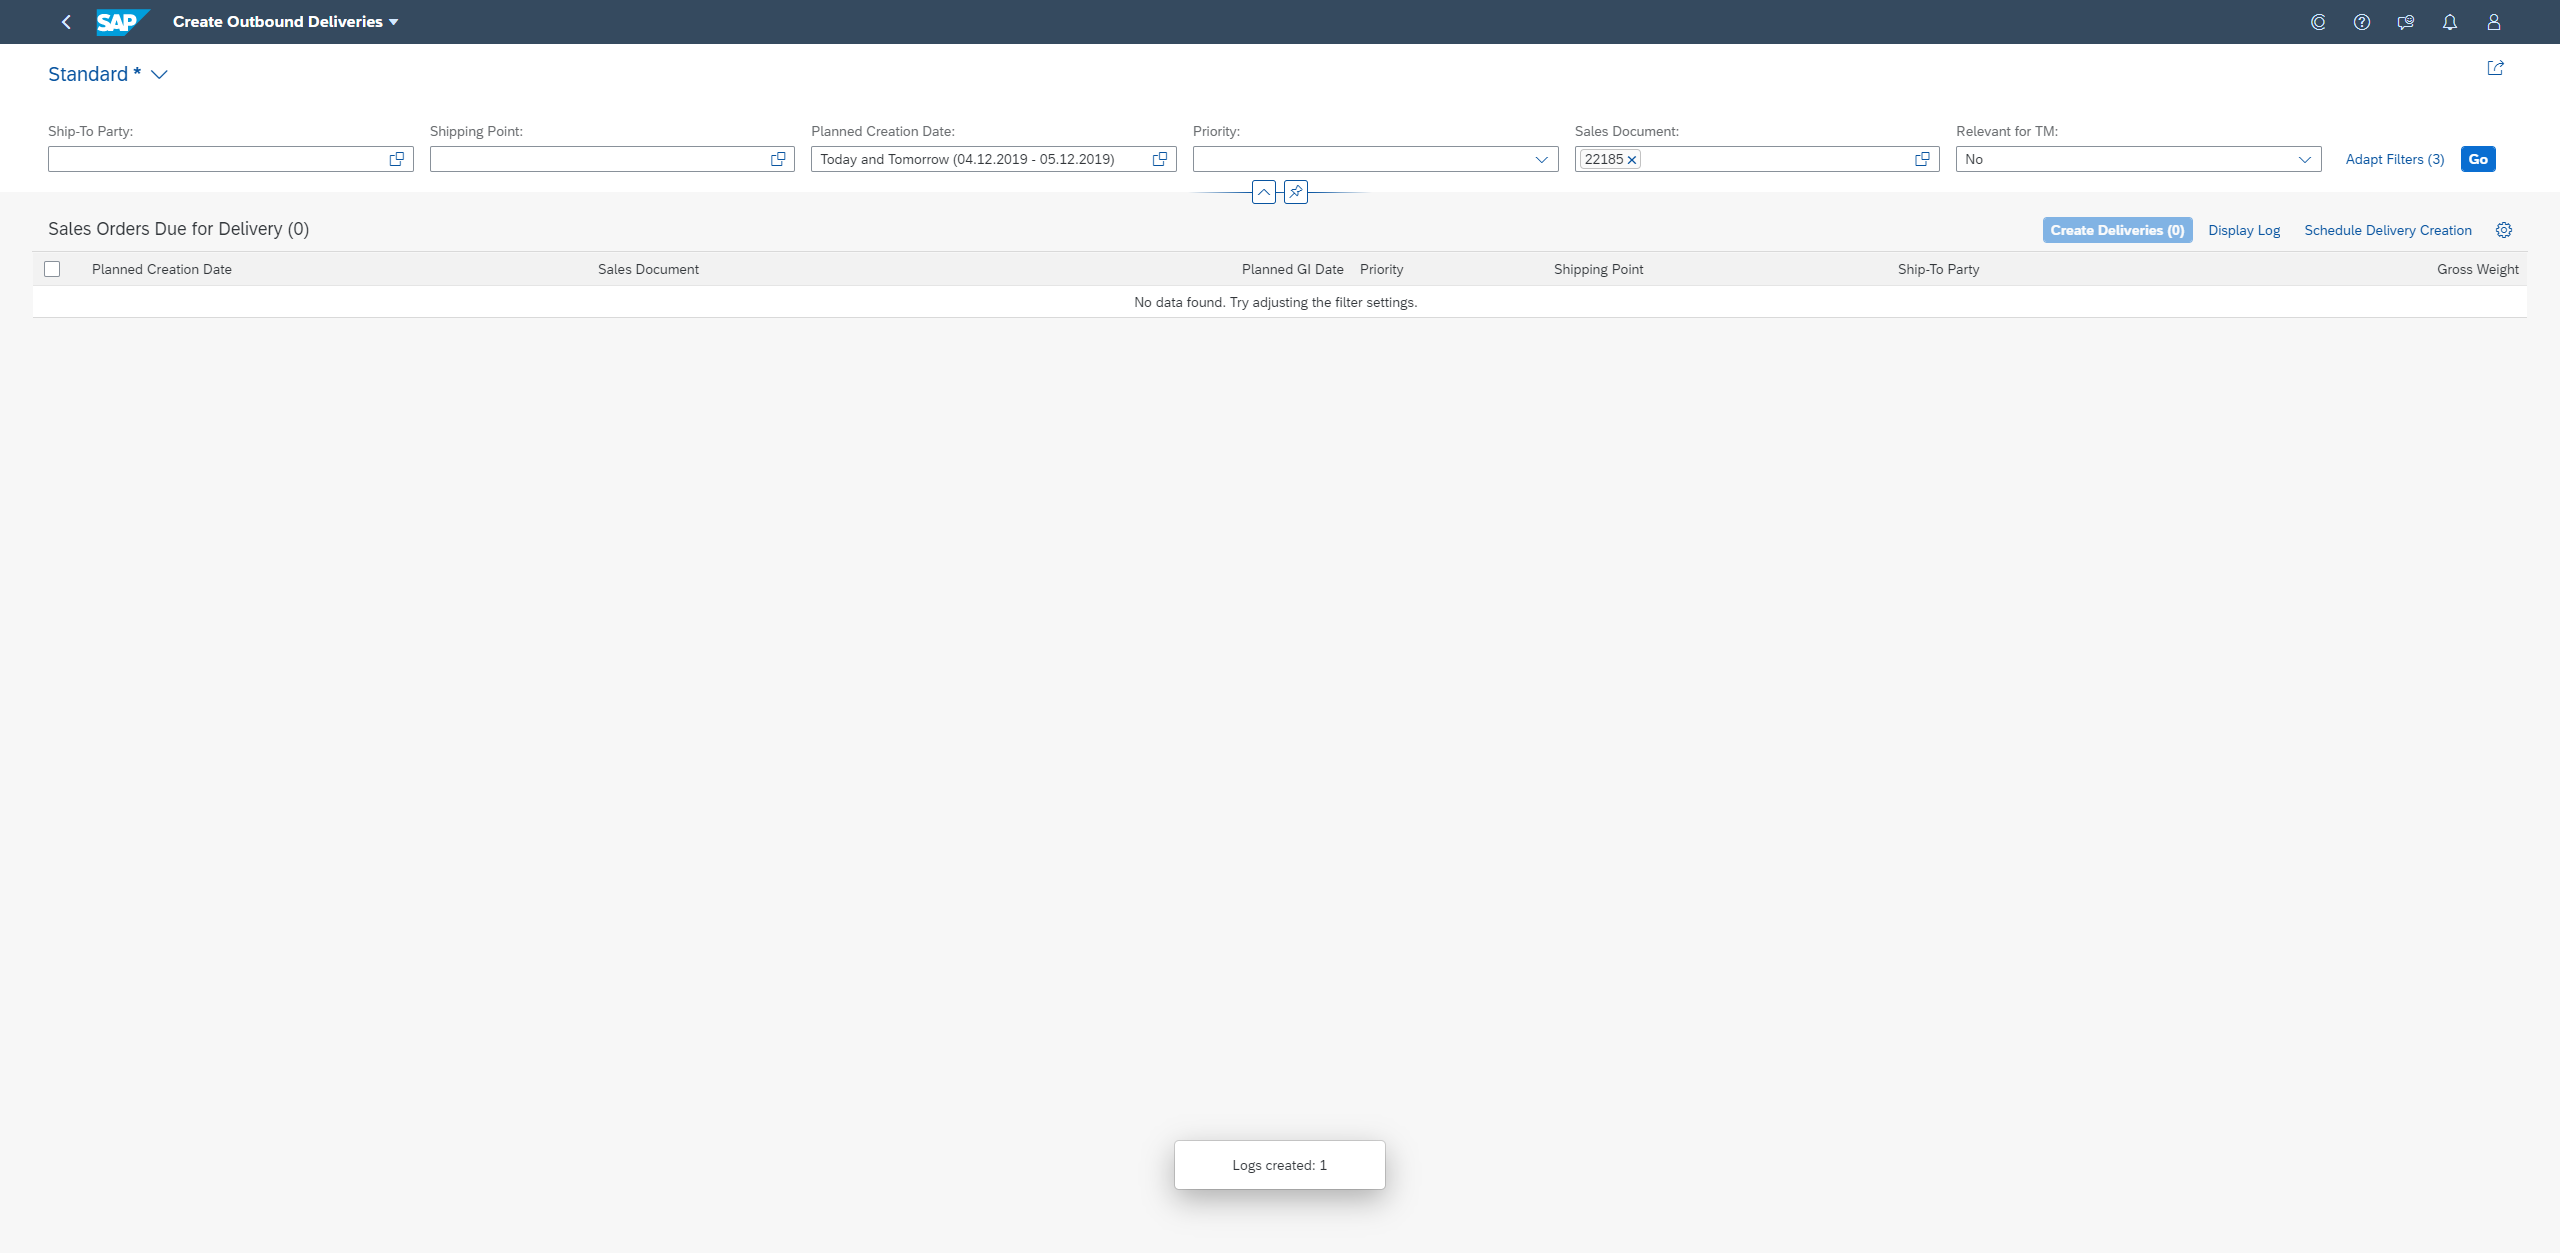 SAP Create Outbound Deliveries
Standard *
Ship-To Party: Shipping Point: Planned Creation Date: Priority: Sales Document: Relevant for TM:
Today and Tomorrow (04.12.2019 - 05.12.2019) 22185 No Adapt Filters (3) Go
Sales Orders Due for Delivery (0) Create Deliveries (0) Display Log Schedule Delivery Creation
Planned Creation Date Sales Document Planned GI Date Priority Shipping Point Ship-To Party Gross Weight
No data found. Try adjusting the filter settings.
Logs created: 1